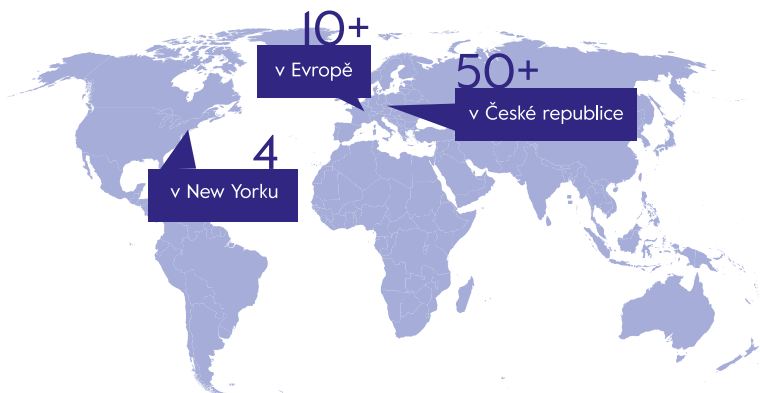 10+
v Evropě
50+
v České republice
4
v New Yorku